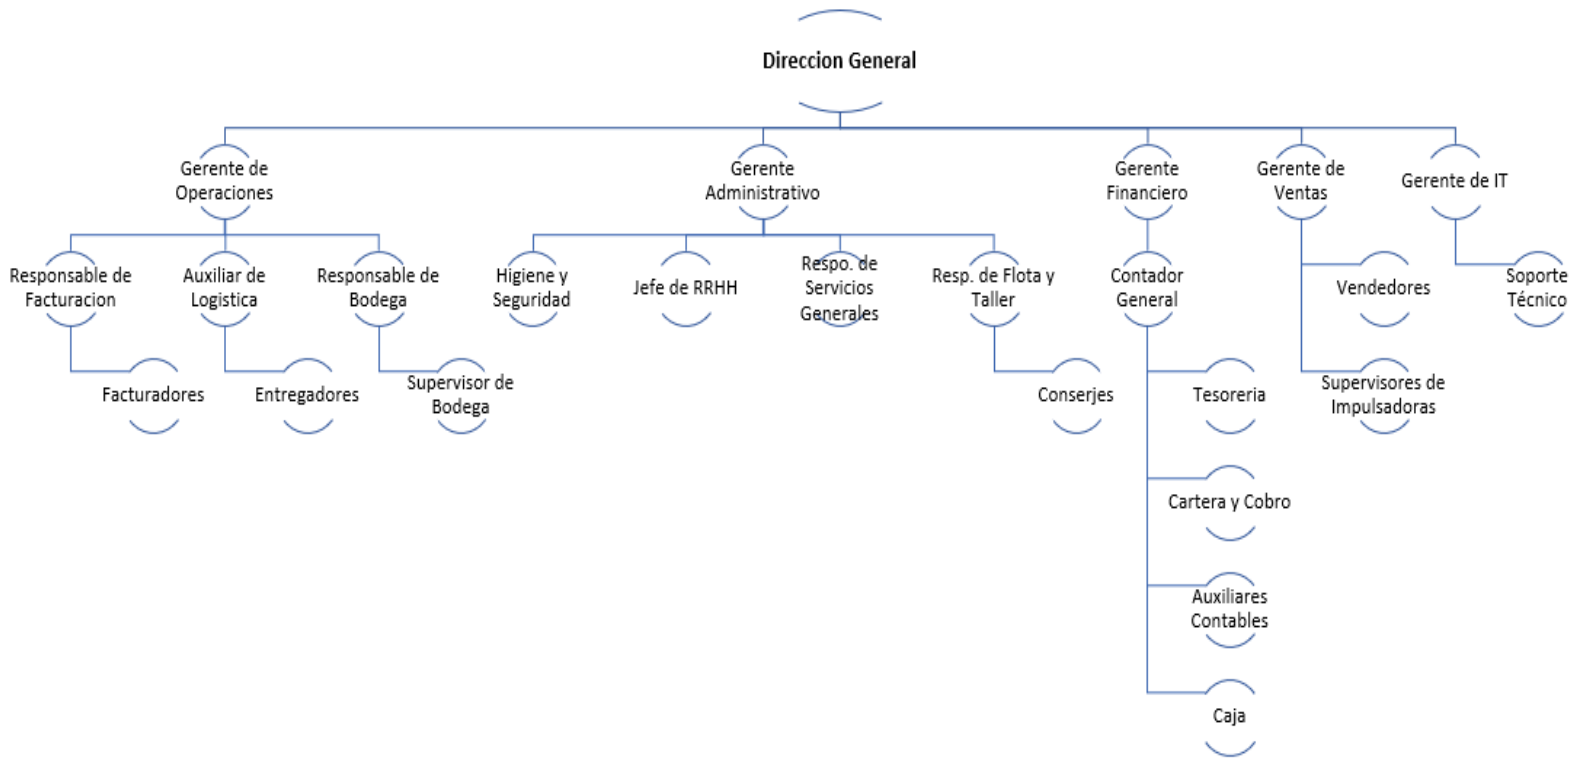 Direccion General
Gerente de
Operaciones
Gerente
Administrativo
Gerente
Financiero
Gerente de
Ventas
Gerente de IT
Responsable de
Facturacion
Auxiliar de
Logistica
Responsable de
Bodega
Higiene y
Seguridad
Jefe de RRHH
Respo. de
Servicios
Generales
Resp. de Flota y
Taller
Contador
General
Vendedores
Soporte
Técnico
Facturadores
Entregadores
Supervisor de
Bodega
Conserjes
Tesoreria
Supervisores de
Impulsadoras
Cartera y Cobro
Auxiliares
Contables
Caja